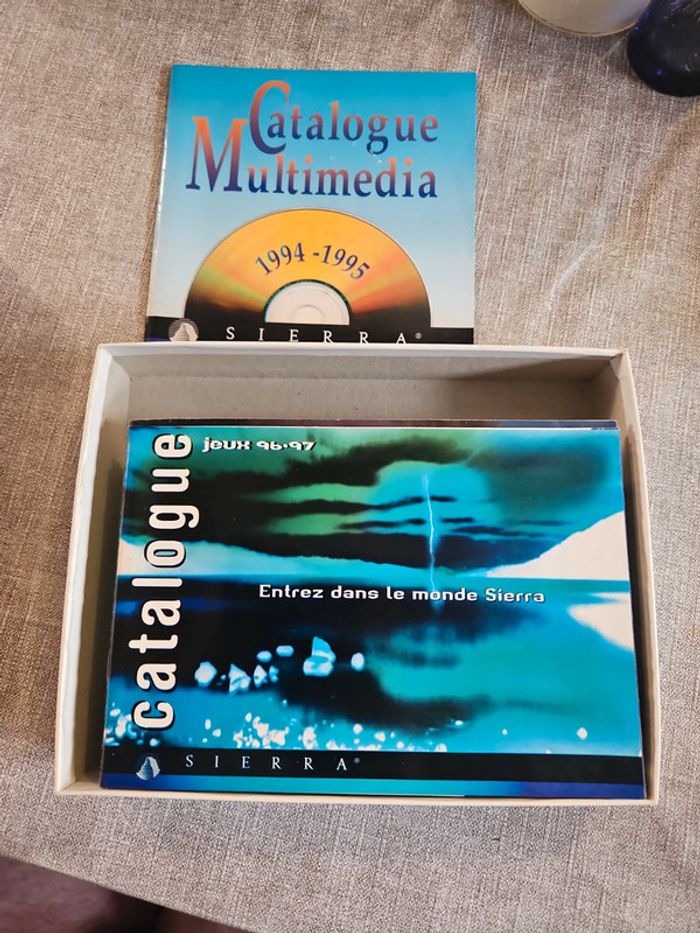 Catalogue
Multimedia
1994-1995
SIERRA®
catalogue
jeux 96·97
Entrez dans le monde Sierra
SIERRA®